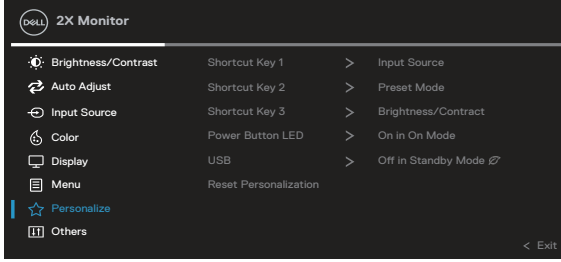 DELL 2X Monitor
Brightness/Contrast Shortcut Key 1 > Input Source
Auto Adjust Shortcut Key 2 > Preset Mode
Input Source Shortcut Key 3 > Brightness/Contract
Color Power Button LED > On in On Mode
Display USB > Off in Standby Mode
Menu Reset Personalization
Personalize
Others
< Exit